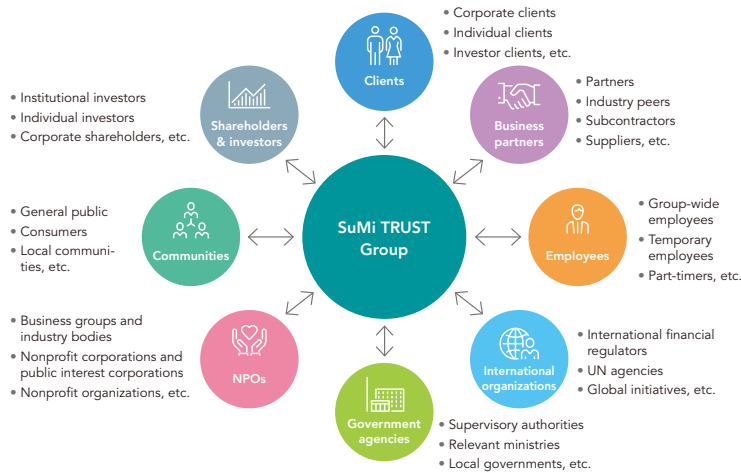 • Corporate clients
• Individual clients
• Investor clients, etc.
Clients
• Partners
• Industry peers
• Subcontractors
• Suppliers, etc.
Business
partners
• Institutional investors
• Individual investors
• Corporate shareholders, etc.
Shareholders
& investors
SuMi TRUST
Group
• General public
• Consumers
• Local communi-
ties, etc.
Communities
Employees
• Group-wide
employees
• Temporary
employees
• Part-timers, etc.
• Business groups and
industry bodies
• Nonprofit corporations and
public interest corporations
• Nonprofit organizations, etc.
NPOs
International
organizations
• International financial
regulators
• UN agencies
• Global initiatives, etc.
Government
agencies
• Supervisory authorities
• Relevant ministries
• Local governments, etc.